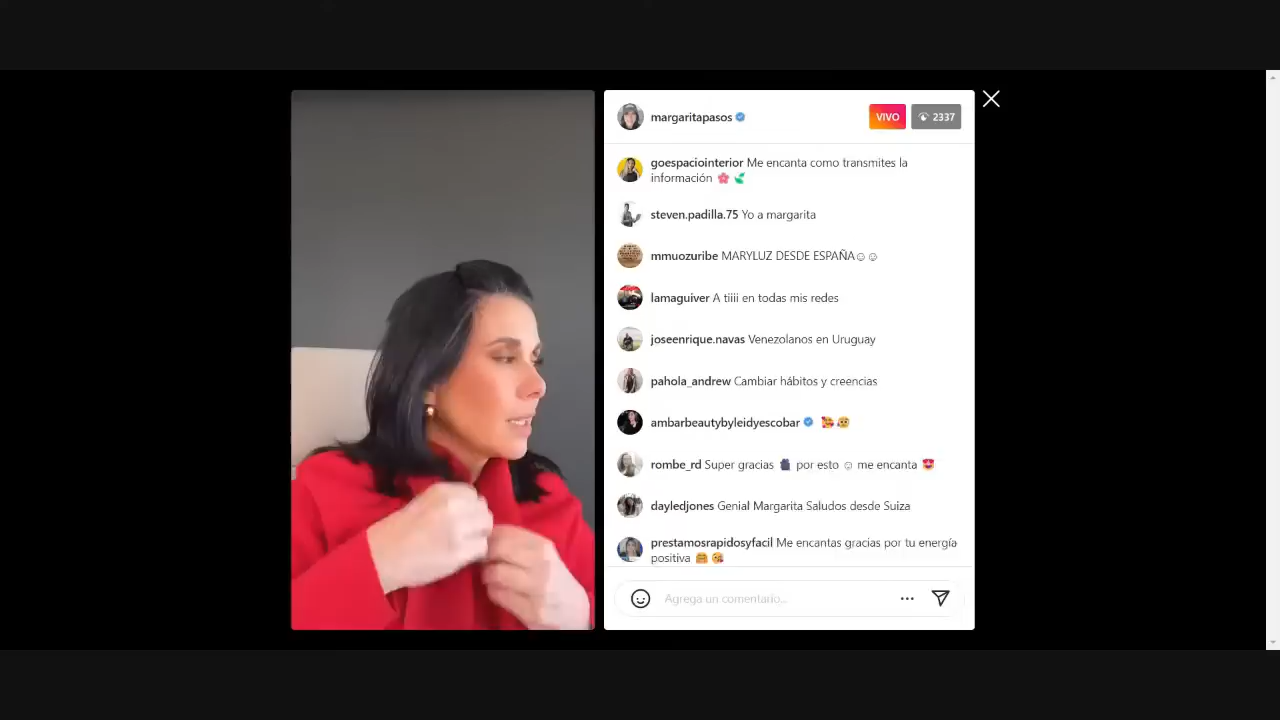 margaritapasos
VIVO
2337
goespaciointerior Me encanta como transmites la
información 🌸 🌿
steven.padilla.75 Yo a margarita
mmuozuribe MARYLUZ DESDE ESPAÑA☺☺
lamaguiver A tiiii en todas mis redes
joseenrique.navas Venezolanos en Uruguay
pahola_andrew Cambiar hábitos y creencias
ambarbeautybyleidyescobar
rombe_rd Super gracias por esto ☺ me encanta 😍
dayledjones Genial Margarita Saludos desde Suiza
prestamosrapidosyfacil Me encantas gracias por tu energía
positiva 🤗 😘
Agrega un comentario...